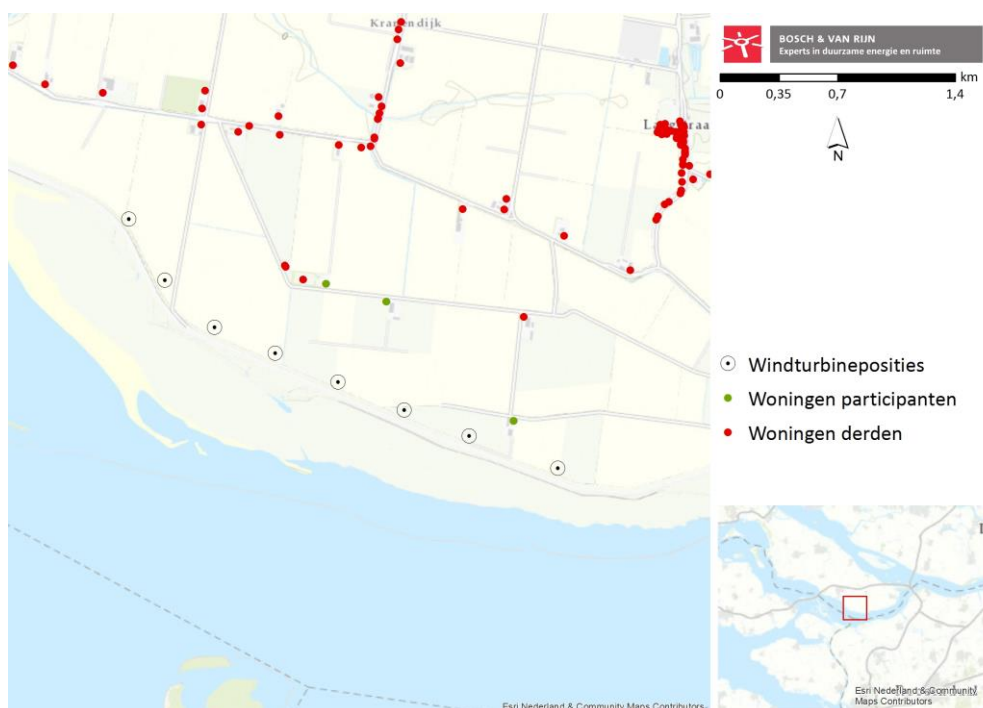 Kranendijk
BOSCH & VAN RIJN
Experts in duurzame energie en ruimte
km
0 0,35 0,7 1,4
N
Windturbineposities
Woningen participanten
Woningen derden
Esri Nederland & Community Maps Contributors
Esri Nederland & Community
Maps Contributors